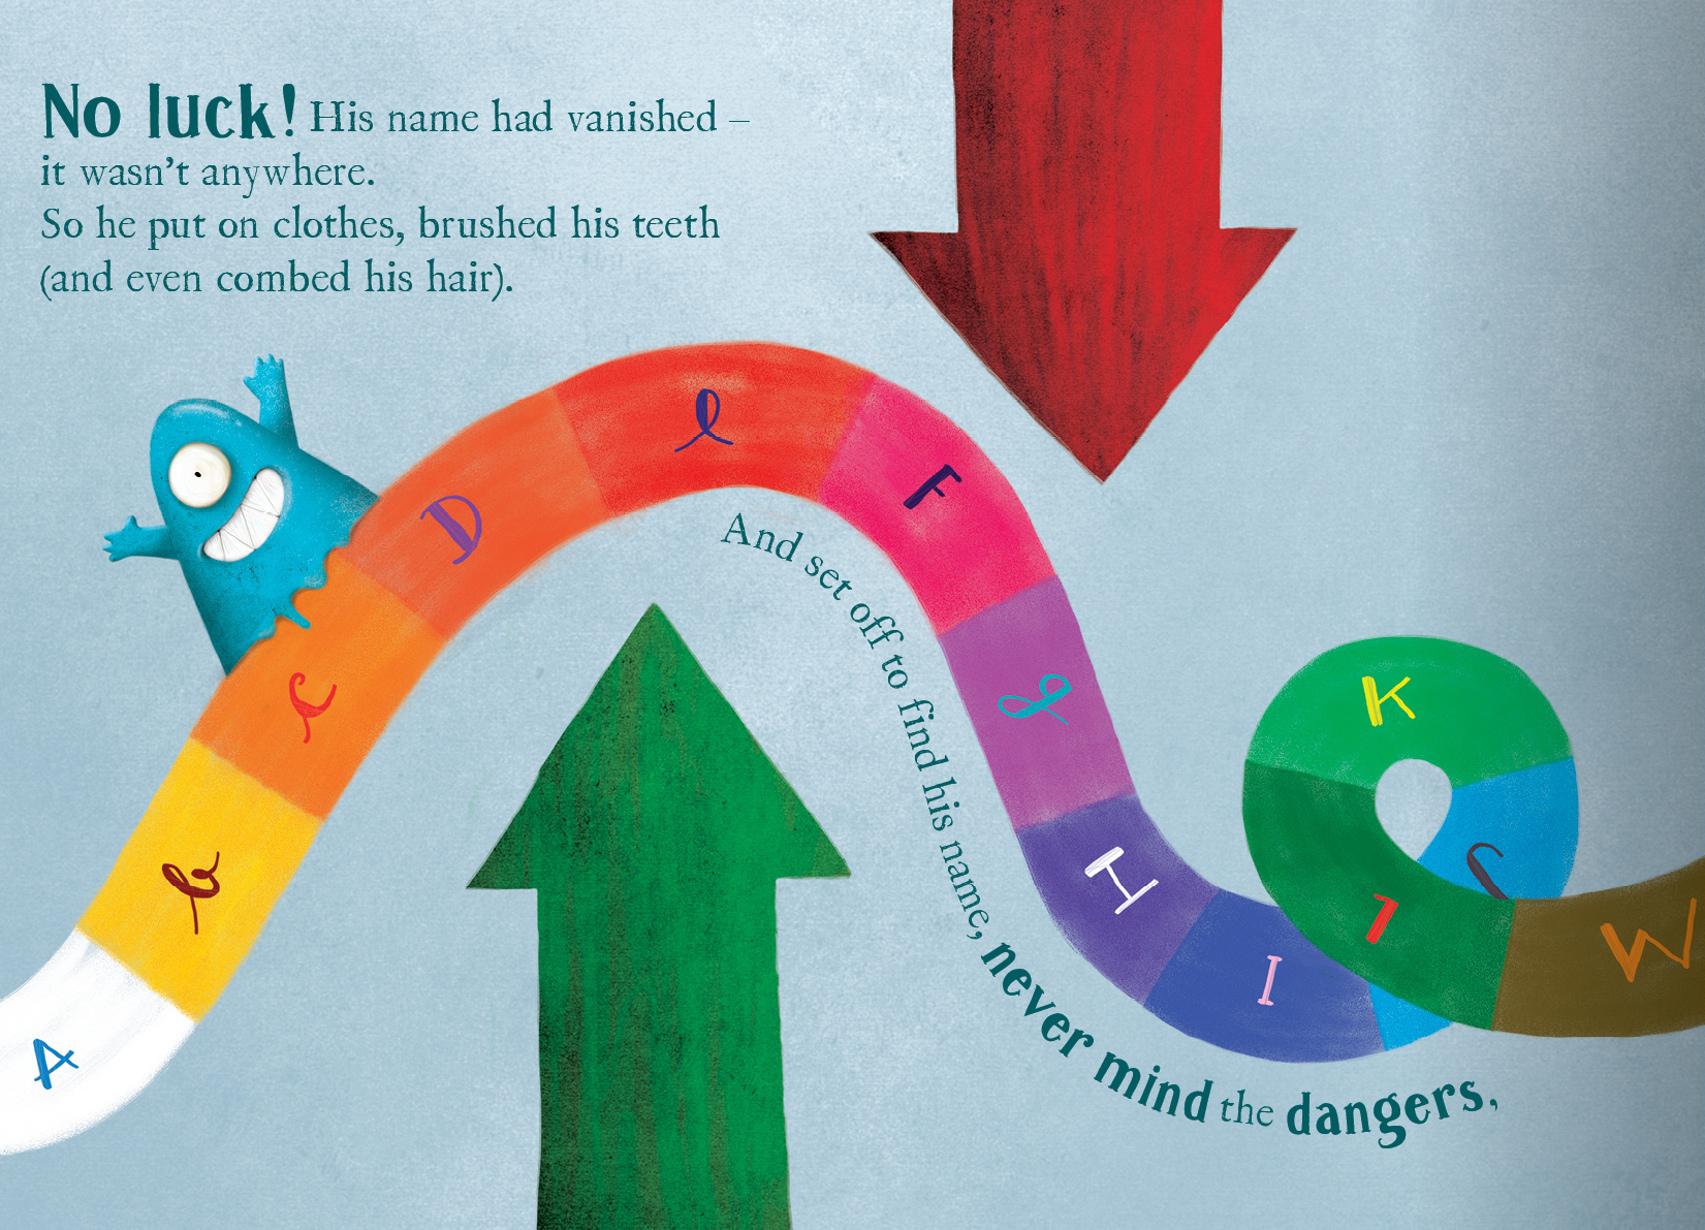 No luck! His name had vanished –
it wasn't anywhere.
So he put on clothes, brushed his teeth
(and even combed his hair).
A
b
c
D
e
F
g
H
I
J
K
L
M
And set off to find his name, never mind the dangers,